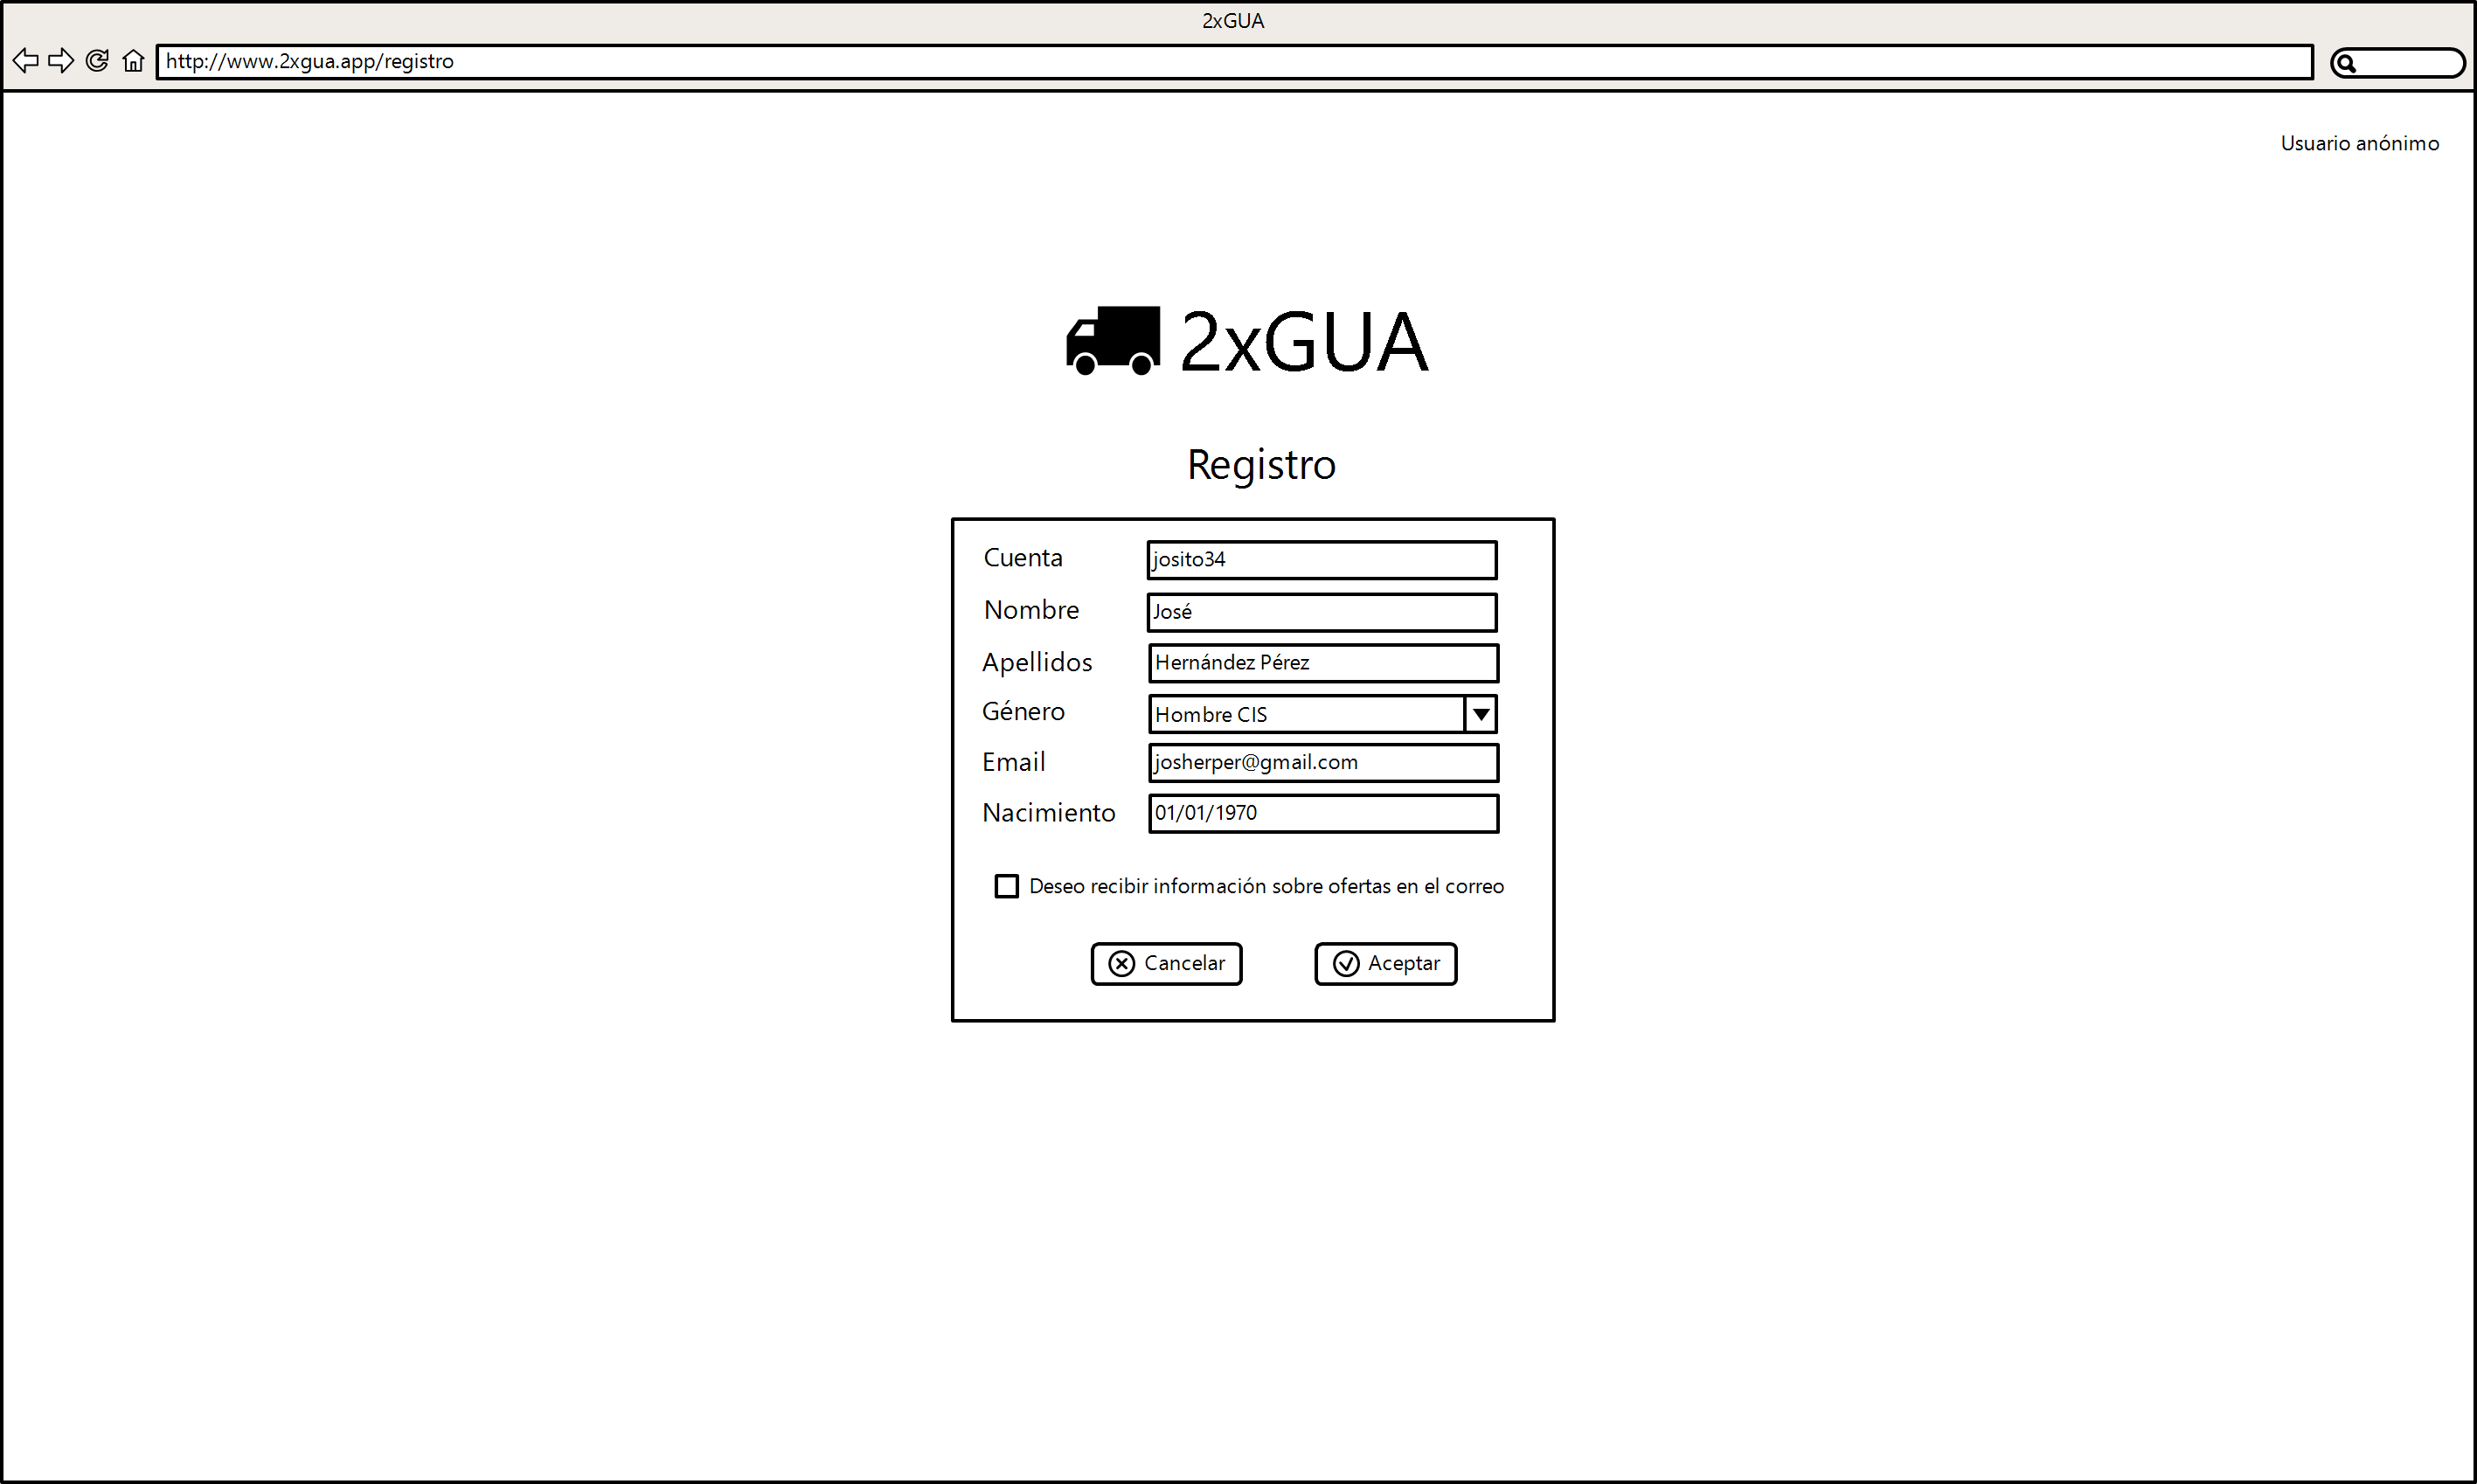 2xGUA
http://www.2xgua.app/registro
Usuario anónimo
2xGUA
Registro
Cuenta josito34
Nombre José
Apellidos Hernández Pérez
Género Hombre CIS
Email josherper@gmail.com
Nacimiento 01/01/1970
Deseo recibir información sobre ofertas en el correo
Cancelar Aceptar